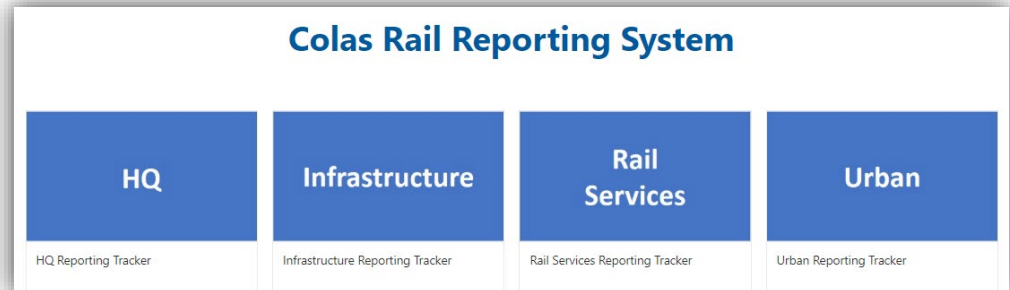 Colas Rail Reporting System
HQ
Infrastructure
Rail
Services
Urban
HQ Reporting Tracker
Infrastructure Reporting Tracker
Rail Services Reporting Tracker
Urban Reporting Tracker